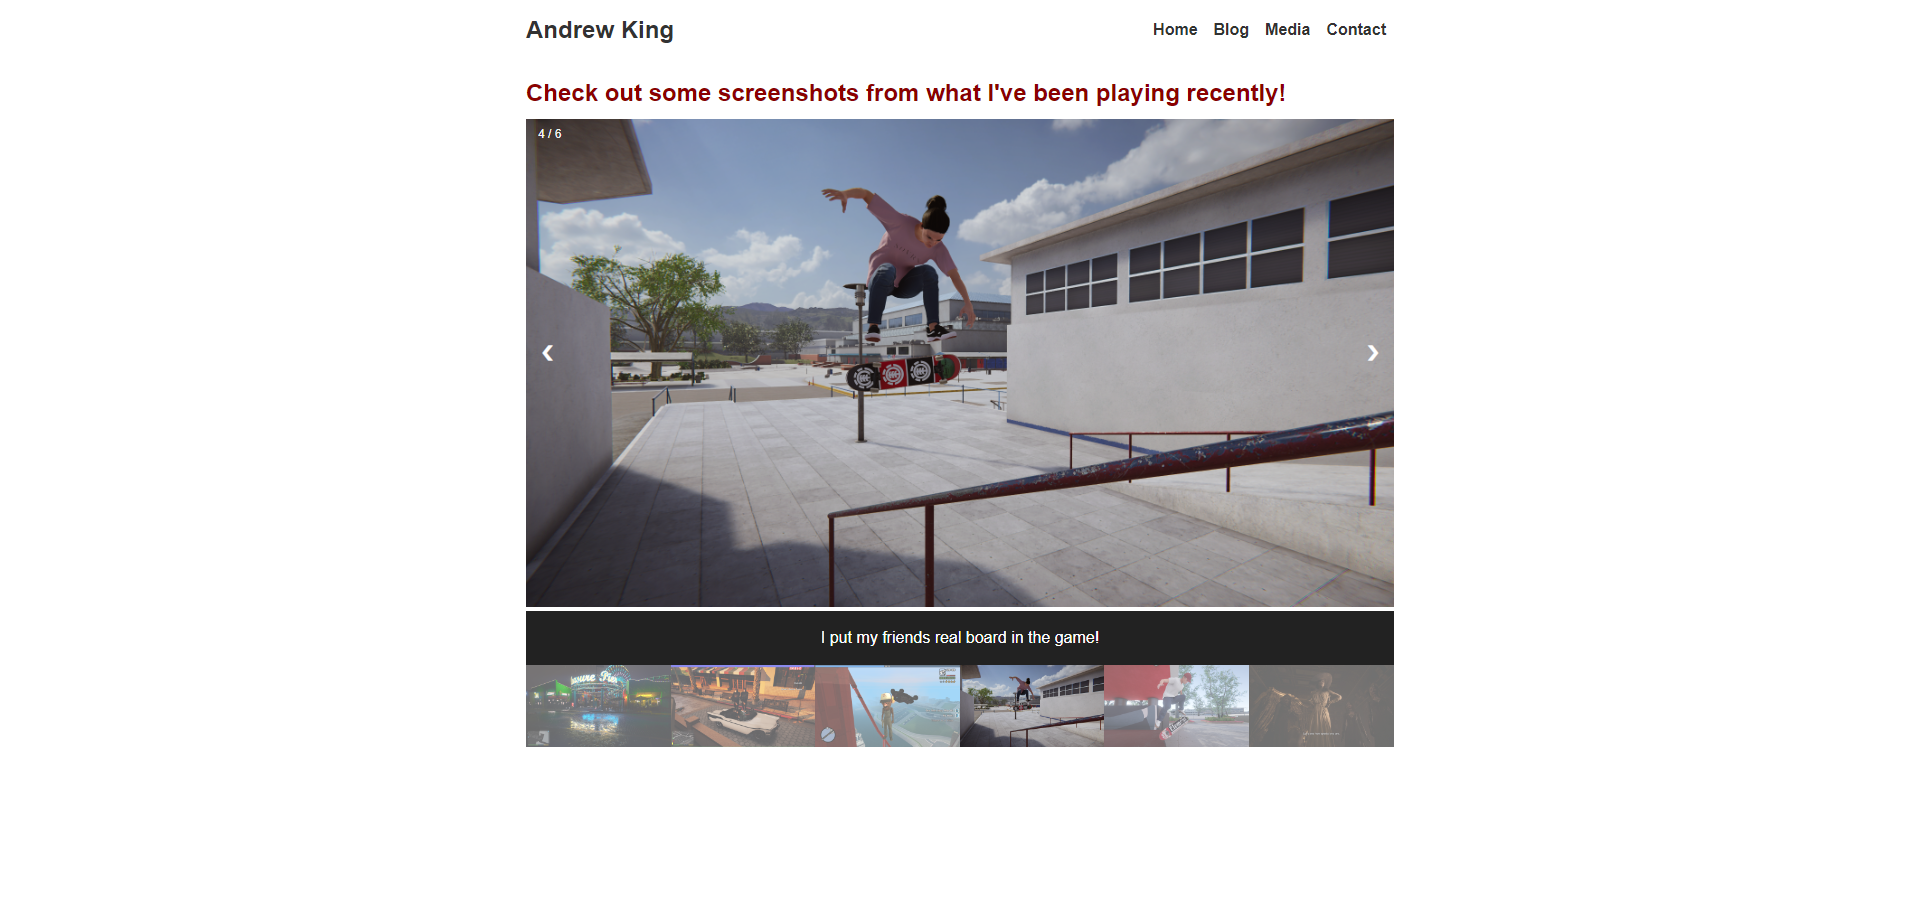 Andrew King
Home Blog Media Contact
Check out some screenshots from what I've been playing recently!
4 / 6
❮
❯
I put my friends real board in the game!